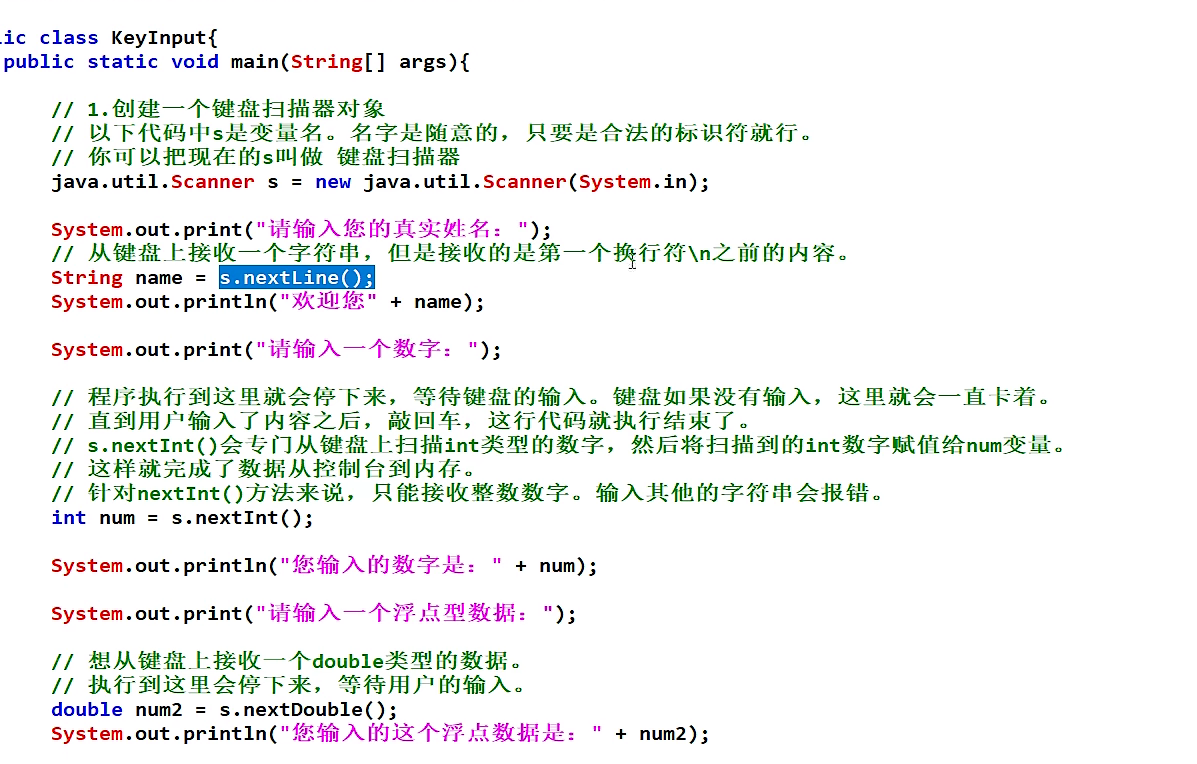 ic class KeyInput{
public static void main(String[] args){
// 1.创建一个键盘扫描器对象
// 以下代码中s是变量名。名字是随意的，只要是合法的标识符就行。
// 你可以把现在的s叫做 键盘扫描器
java.util.Scanner s = new java.util.Scanner(System.in);
System.out.print("请输入您的真实姓名：");
// 从键盘上接收一个字符串，但是接收的是第一个换行符\n之前的内容。
String name = s.nextLine();
System.out.println("欢迎您" + name);
System.out.print("请输入一个数字：");
// 程序执行到这里就会停下来，等待键盘的输入。键盘如果没有输入，这里就会一直卡着。
// 直到用户输入了内容之后，敲回车，这行代码就执行结束了。
// s.nextInt()会专门从键盘上扫描int类型的数字，然后将扫描到的int数字赋值给num变量。
// 这样就完成了数据从控制台到内存。
// 针对nextInt()方法来说，只能接收整数数字。输入其他的字符串会报错。
int num = s.nextInt();
System.out.println("您输入的数字是：" + num);
System.out.print("请输入一个浮点型数据：");
// 想从键盘上接收一个double类型的数据。
// 执行到这里会停下来，等待用户的输入。
double num2 = s.nextDouble();
System.out.println("您输入的这个浮点数据是：" + num2);